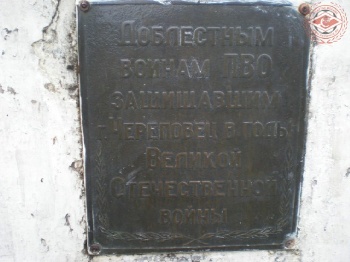 Доблестным
воинам ПВО
защищавшим
г. Череповец в годы
Великой
Отечественной
войны